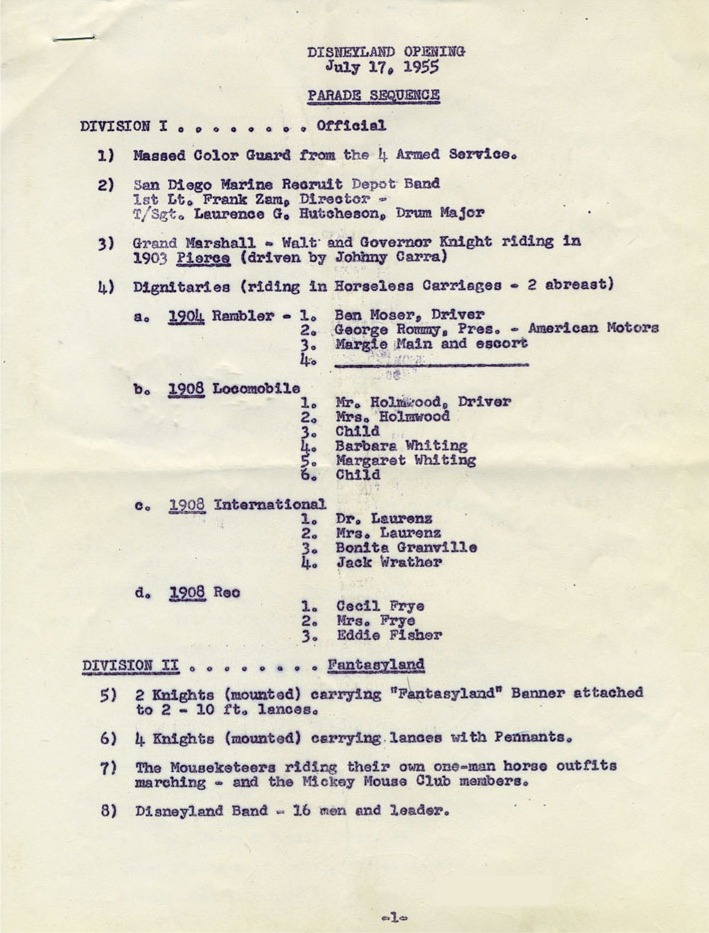 DISNEYLAND OPENING
July 17, 1955
PARADE SEQUENCE
DIVISION I . . . . . . . . Official
1) Massed Color Guard from the 4 Armed Service.
2) San Diego Marine Recruit Depot Band
1st Lt. Frank Zam, Director -
T/Sgt. Laurence G. Hutcheson, Drum Major
3) Grand Marshall - Walt and Governor Knight riding in
1903 Pierce (driven by Johnny Carra)
4) Dignitaries (riding in Horseless Carriages - 2 abreast)
a. 1904 Rambler - 1. Ben Moser, Driver
2. George Rommy, Pres. - American Motors
3. Margie Main and escort
4.
b. 1908 Locomobile
1. Mr. Holmwood, Driver
2. Mrs. Holmwood
3. Child
4. Barbara Whiting
5. Margaret Whiting
6. Child
c. 1908 International
1. Dr. Laurenz
2. Mrs. Laurenz
3. Bonita Granville
4. Jack Wrather
d. 1908 Reo
1. Cecil Frye
2. Mrs. Frye
3. Eddie Fisher
DIVISION II . . . . . . . . Fantasyland
5) 2 Knights (mounted) carrying "Fantasyland" Banner attached
to 2 - 10 ft. lances.
6) 4 Knights (mounted) carrying lances with Pennants.
7) The Mouseketeers riding their own one-man horse outfits
marching - and the Mickey Mouse Club members.
8) Disneyland Band - 16 men and leader.
-1-